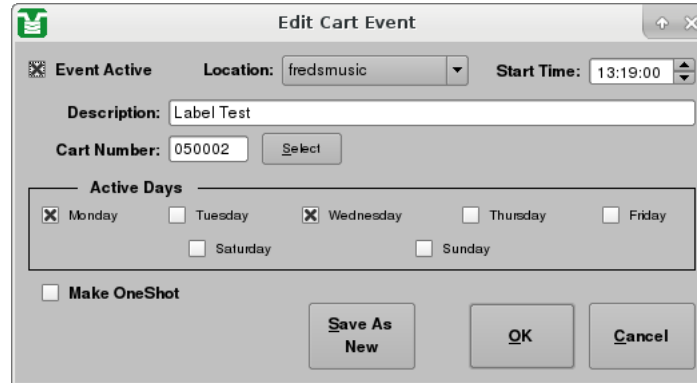 Edit Cart Event
Event Active Location: fredsmusic Start Time: 13:19:00
Description: Label Test
Cart Number: 050002 Select
Active Days
Monday Tuesday Wednesday Thursday Friday
Saturday Sunday
Make OneShot
Save As New OK Cancel